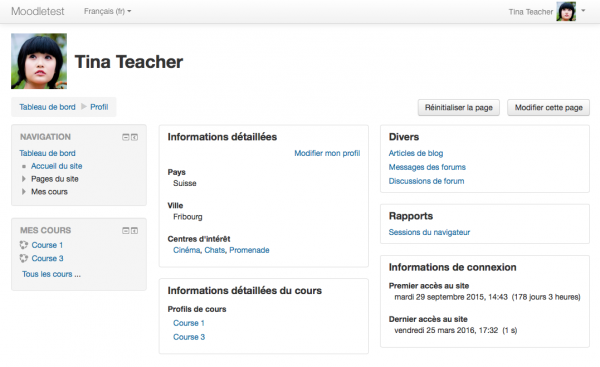 Moodletest
Français (fr)
Tina Teacher
Tina Teacher
Tableau de bord
Profil
Réinitialiser la page
Modifier cette page
NAVIGATION
Tableau de bord
Accueil du site
Pages du site
Mes cours
MES COURS
Course 1
Course 3
Tous les cours ...
Informations détaillées
Modifier mon profil
Pays
Suisse
Ville
Fribourg
Centres d'intérêt
Cinéma, Chats, Promenade
Informations détaillées du cours
Profils de cours
Course 1
Course 3
Divers
Articles de blog
Messages des forums
Discussions de forum
Rapports
Sessions du navigateur
Informations de connexion
Premier accès au site
mardi 29 septembre 2015, 14:43 (178 jours 3 heures)
Dernier accès au site
vendredi 25 mars 2016, 17:32 (1 s)